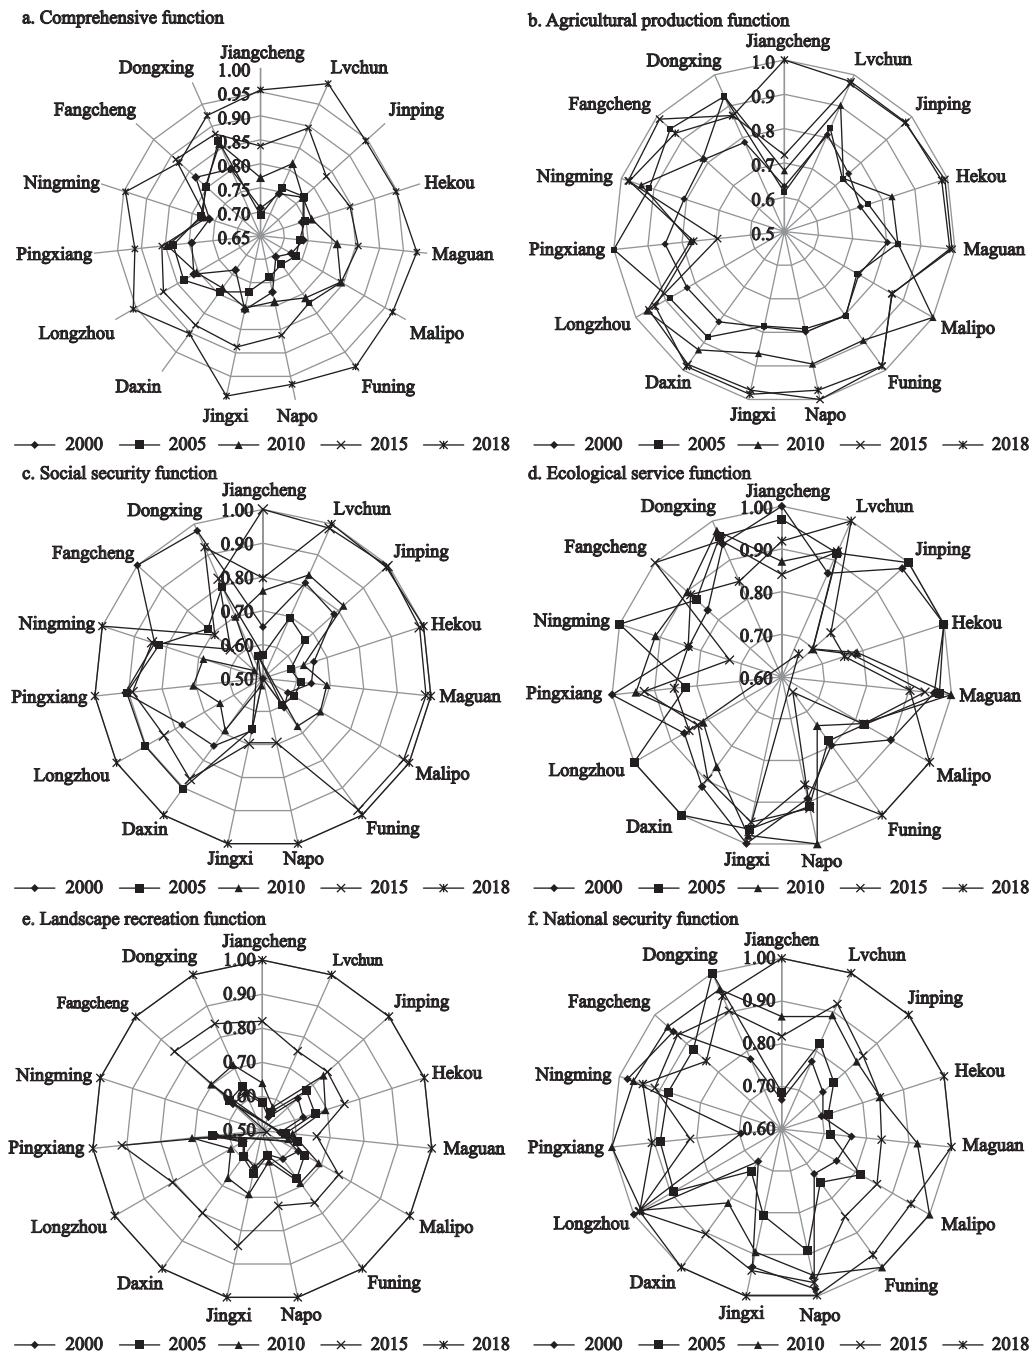 a. Comprehensive function
Jiangcheng
Lvchun
Jinping
Hekou
Maguan
Malipo
Funing
Napo
Jingxi
Daxin
Longzhou
Pingxiang
Ningming
Fangcheng
Dongxing
1.00
0.95
0.90
0.85
0.80
0.75
0.70
0.65
2000 2005 2010 2015 2018
b. Agricultural production function
Jiangcheng
Lvchun
Jinping
Hekou
Maguan
Malipo
Funing
Napo
Jingxi
Daxin
Longzhou
Pingxiang
Ningming
Fangcheng
Dongxing
1.0
0.9
0.8
0.7
0.6
0.5
2000 2005 2010 2015 2018
c. Social security function
Jiangcheng
Lvchun
Jinping
Hekou
Maguan
Malipo
Funing
Napo
Jingxi
Daxin
Longzhou
Pingxiang
Ningming
Fangcheng
Dongxing
1.00
0.90
0.80
0.70
0.60
0.50
2000 2005 2010 2015 2018
d. Ecological service function
Jiangcheng
Lvchun
Jinping
Hekou
Maguan
Malipo
Funing
Napo
Jingxi
Daxin
Longzhou
Pingxiang
Ningming
Fangcheng
Dongxing
1.00
0.90
0.80
0.70
0.60
2000 2005 2010 2015 2018
e. Landscape recreation function
Jiangcheng
Lvchun
Jinping
Hekou
Maguan
Malipo
Funing
Napo
Jingxi
Daxin
Longzhou
Pingxiang
Ningming
Fangcheng
Dongxing
1.00
0.90
0.80
0.70
0.60
0.50
2000 2005 2010 2015 2018
f. National security function
Jiangchen
Lvchun
Jinping
Hekou
Maguan
Malipo
Funing
Napo
Jingxi
Daxin
Longzhou
Pingxiang
Ningming
Fangcheng
Dongxing
1.00
0.90
0.80
0.70
0.60
2000 2005 2010 2015 2018